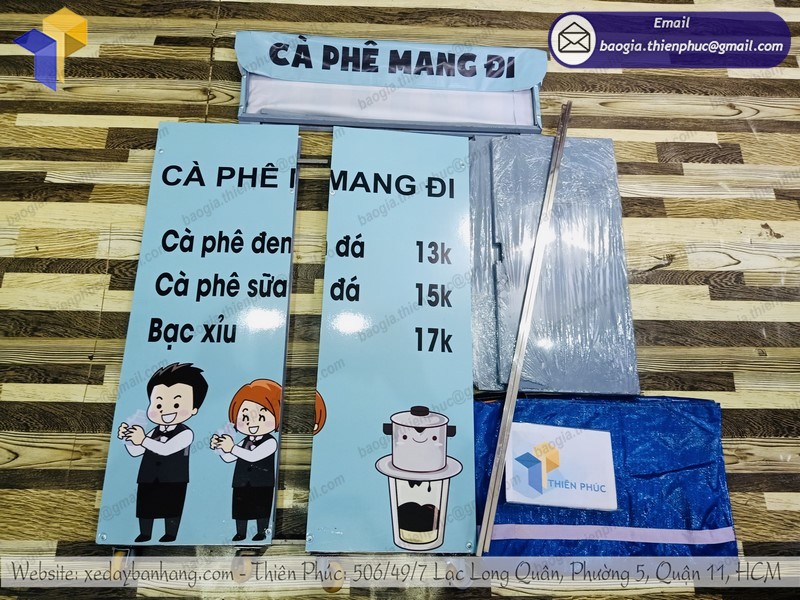 Email
baogia.thienphuc@gmail.com
CÀ PHÊ MANG ĐI
CÀ PHÊ MANG ĐI
Cà phê đen đá 13k
Cà phê sữa đá 15k
Bạc xỉu 17k
THIÊN PHÚC
Website: xedaybanhang.com - Thiên Phúc: 506/49/7 Lạc Long Quân, Phường 5, Quận 11, HCM